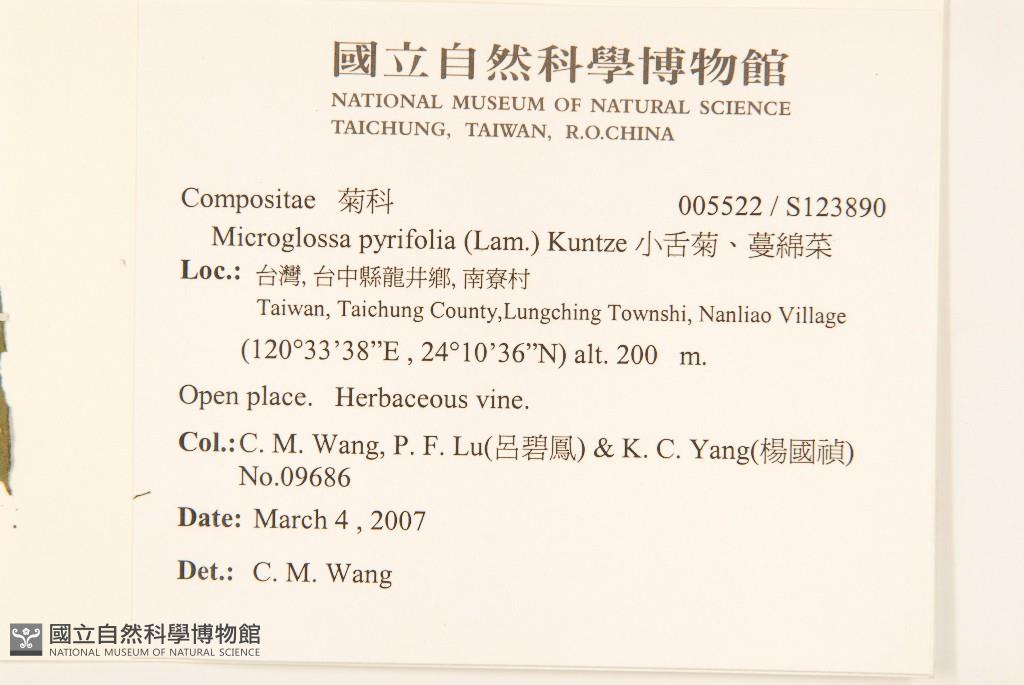 國立自然科學博物館
NATIONAL MUSEUM OF NATURAL SCIENCE
TAICHUNG, TAIWAN, R.O.CHINA
Compositae 菊科 005522 / S123890
Microglossa pyrifolia (Lam.) Kuntze 小舌菊、蔓綿菜
Loc.: 台灣, 台中縣龍井鄉, 南寮村
Taiwan, Taichung County,Lungching Townshi, Nanliao Village
(120°33’38”E , 24°10’36”N) alt. 200 m.
Open place. Herbaceous vine.
Col.: C. M. Wang, P. F. Lu(呂碧鳳) & K. C. Yang(楊國禎)
No.09686
Date: March 4 , 2007
Det.: C. M. Wang
國立自然科學博物館
NATIONAL MUSEUM OF NATURAL SCIENCE